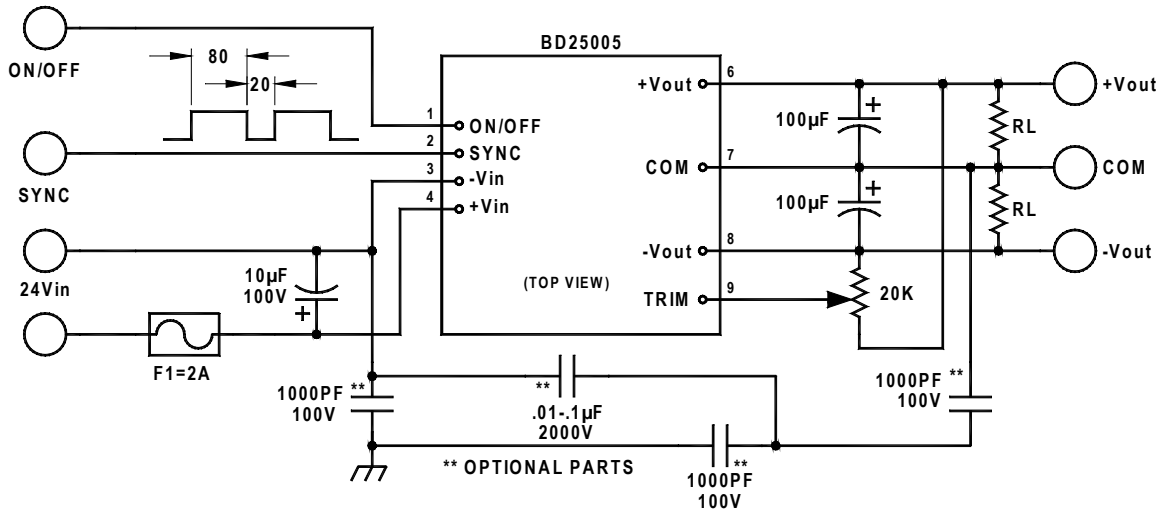 BD25005
ON/OFF
80
20
SYNC
24Vin
10µF
100V
+
F1=2A
1
ON/OFF
2
SYNC
3
-Vin
4
+Vin
(TOP VIEW)
+Vout
6
COM
7
-Vout
8
TRIM
9
100µF
+
100µF
+
20K
RL
RL
+Vout
COM
-Vout
1000PF **
100V
**
.01-.1µF
2000V
** OPTIONAL PARTS
**
1000PF
100V
1000PF **
100V